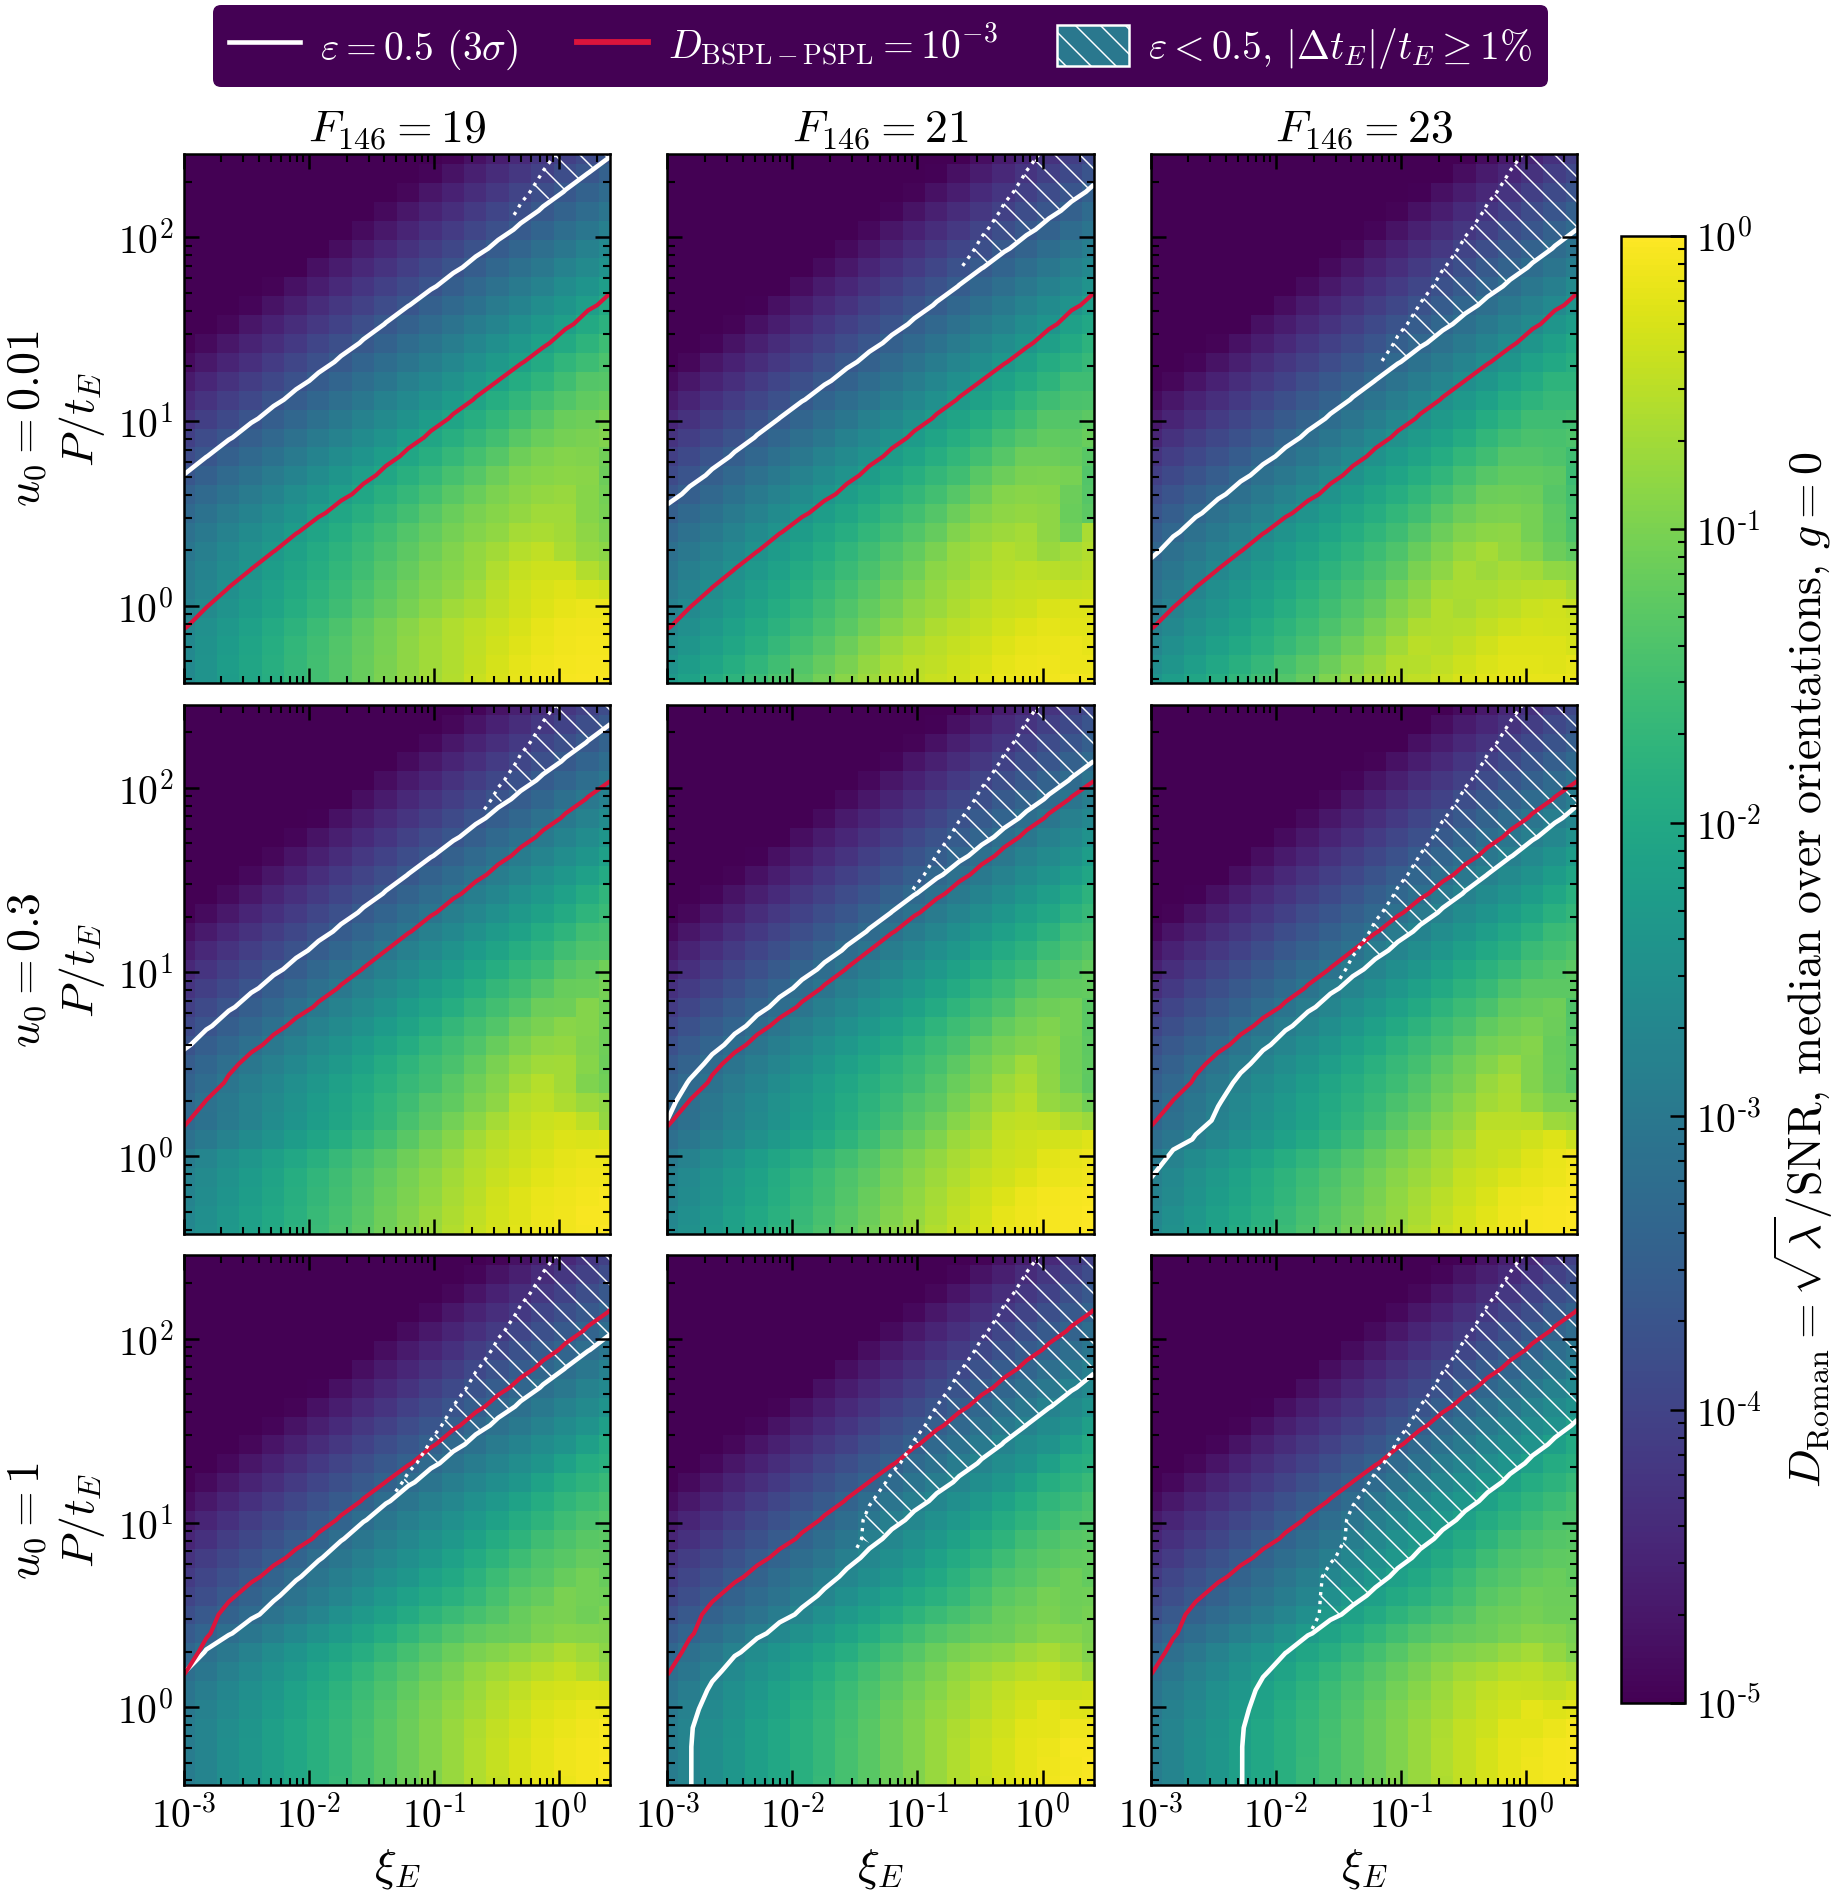 ε = 0.5 (3σ) D_BSPL−PSPL = 10^-3 ε < 0.5, |Δt_E|/t_E ≥ 1%
F_146 = 19 F_146 = 21 F_146 = 23
u_0 = 0.01
P/t_E
10^2
10^1
10^0
u_0 = 0.3
P/t_E
10^2
10^1
10^0
u_0 = 1
P/t_E
10^2
10^1
10^0
10^-3 10^-2 10^-1 10^0 10^-3 10^-2 10^-1 10^0 10^-3 10^-2 10^-1 10^0
ξ_E ξ_E ξ_E
10^0
10^-1
10^-2
10^-3
10^-4
10^-5
D_Roman = √λ/SNR, median over orientations, g = 0